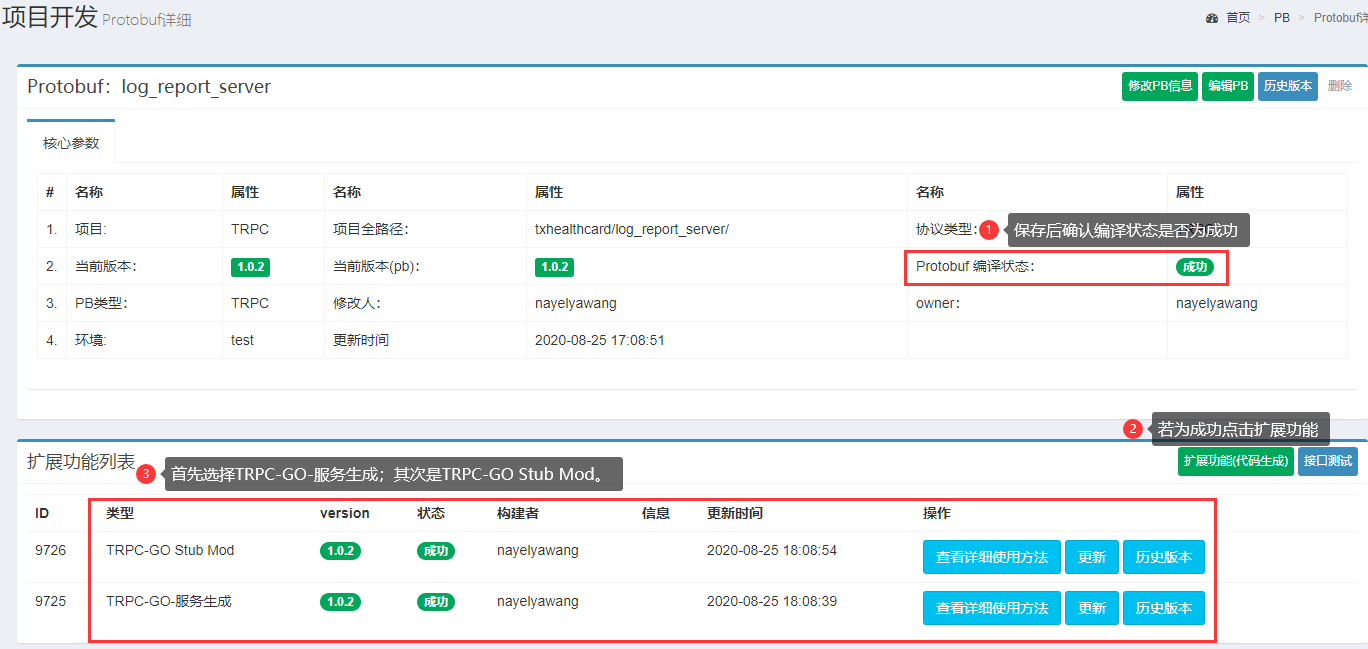 项目开发 Protobuf详细 首页 > PB > Protobuf详
Protobuf: log_report_server 修改PB信息 编辑PB 历史版本 删除
核心参数
# 名称 属性 名称 属性 名称 属性
1. 项目: TRPC 项目全路径: txhealthcard/log_report_server/ 协议类型: 1 保存后确认编译状态是否为成功
2. 当前版本: 1.0.2 当前版本(pb): 1.0.2 Protobuf 编译状态: 成功
3. PB类型: TRPC 修改人: nayelyawang owner: nayelyawang
4. 环境: test 更新时间 2020-08-25 17:08:51
2 若为成功点击扩展功能
扩展功能列表 3 首先选择TRPC-GO-服务生成；其次是TRPC-GO Stub Mod。 扩展功能(代码生成) 接口测试
ID 类型 version 状态 构建者 信息 更新时间 操作
9726 TRPC-GO Stub Mod 1.0.2 成功 nayelyawang 2020-08-25 18:08:54 查看详细使用方法 更新 历史版本
9725 TRPC-GO-服务生成 1.0.2 成功 nayelyawang 2020-08-25 18:08:39 查看详细使用方法 更新 历史版本